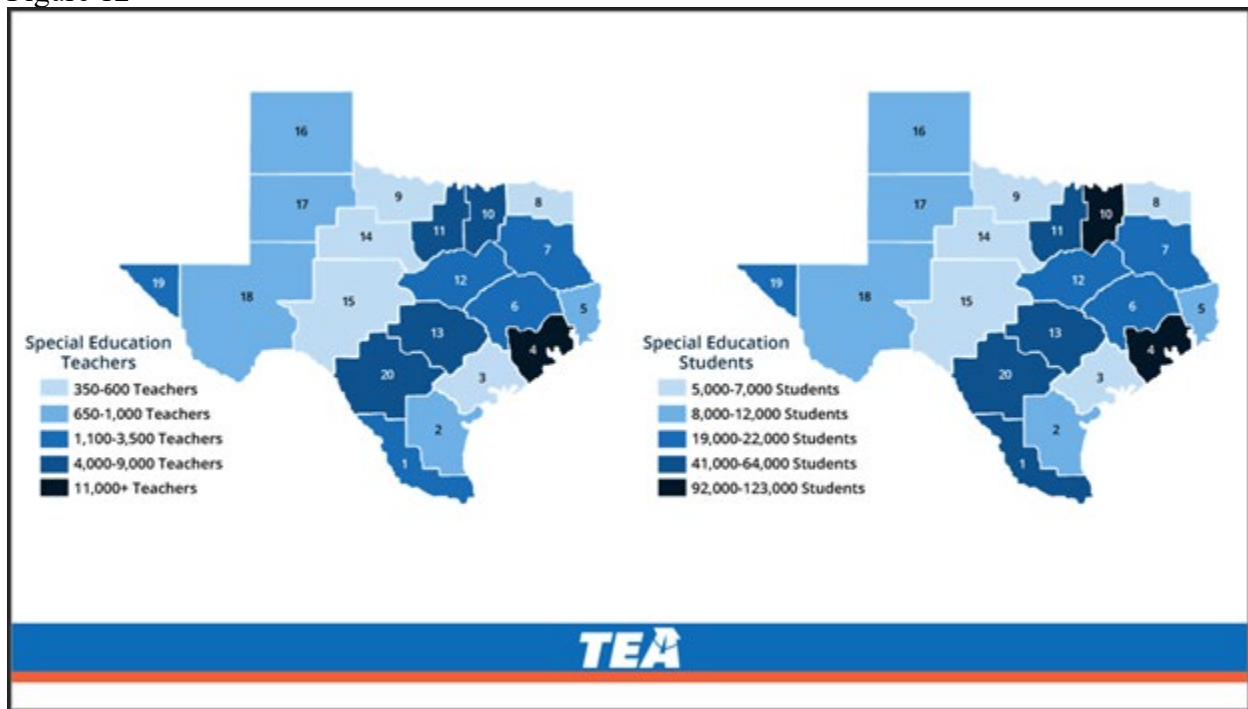 16
17
9
8
10
11
14
7
19
18
12
15
6
5
13
4
20
3
2
1
Special Education
Teachers
350-600 Teachers
650-1,000 Teachers
1,100-3,500 Teachers
4,000-9,000 Teachers
11,000+ Teachers
16
17
9
8
10
11
14
7
19
18
12
15
6
5
13
4
20
3
2
1
Special Education
Students
5,000-7,000 Students
8,000-12,000 Students
19,000-22,000 Students
41,000-64,000 Students
92,000-123,000 Students
TEA